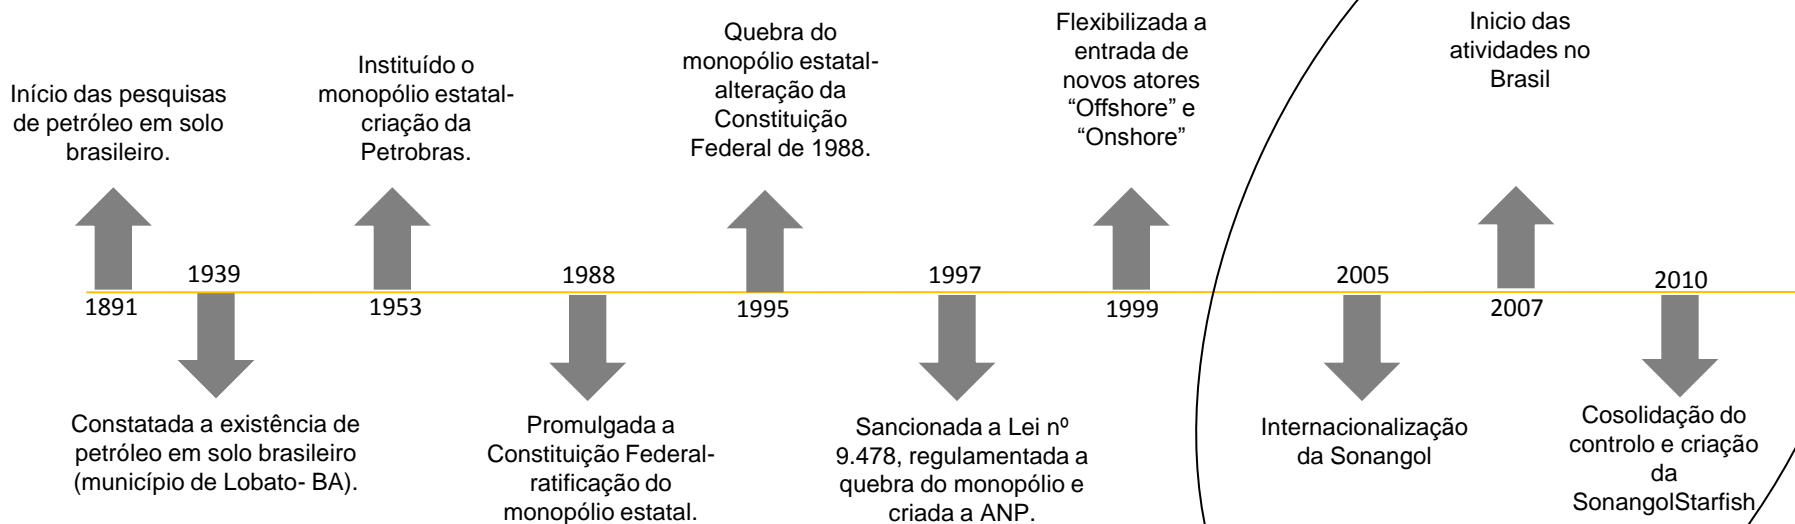 Início das pesquisas
de petróleo em solo
brasileiro.
1891
1939
Constatada a existência de
petróleo em solo brasileiro
(município de Lobato- BA).
Instituído o
monopólio estatal-
criação da
Petrobras.
1953
1988
Promulgada a
Constituição Federal-
ratificação do
monopólio estatal.
Quebra do
monopólio estatal-
alteração da
Constituição
Federal de 1988.
1995
1997
Sancionada a Lei nº
9.478, regulamentada a
quebra do monopólio e
criada a ANP.
Flexibilizada a
entrada de
novos atores
“Offshore” e
“Onshore”
1999
2005
Internacionalização
da Sonangol
Inicio das
atividades no
Brasil
2007
2010
Cosolidação do
controlo e criação
da
SonangolStarfish